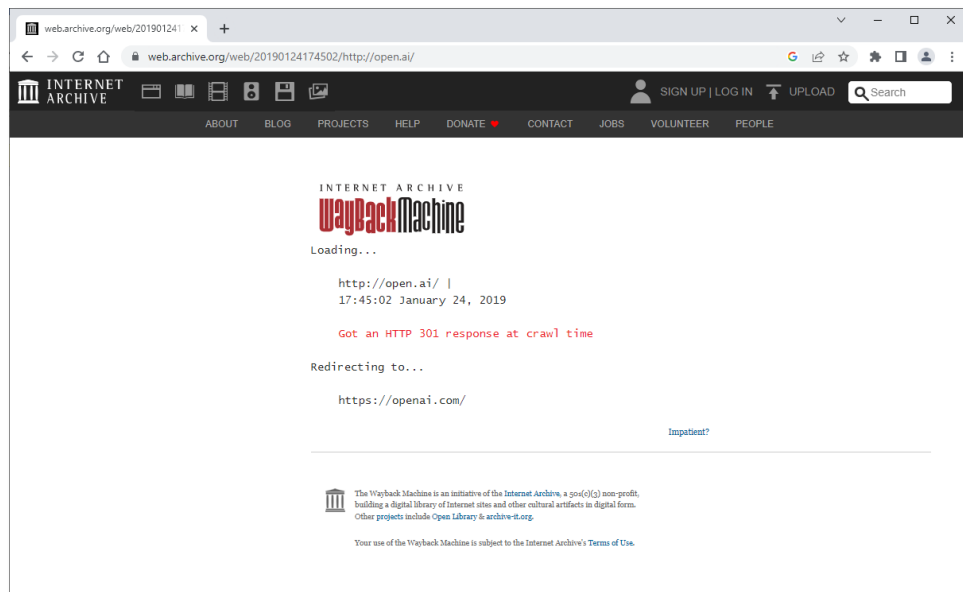 web.archive.org/web/201901241
web.archive.org/web/20190124174502/http://open.ai/
INTERNET ARCHIVE
SIGN UP | LOG IN
UPLOAD
Search
ABOUT BLOG PROJECTS HELP DONATE CONTACT JOBS VOLUNTEER PEOPLE
INTERNET ARCHIVE
WayBackMachine
Loading...
http://open.ai/ |
17:45:02 January 24, 2019
Got an HTTP 301 response at crawl time
Redirecting to...
https://openai.com/
Impatient?
The Wayback Machine is an initiative of the Internet Archive, a 501(c)(3) non-profit,
building a digital library of Internet sites and other cultural artifacts in digital form.
Other projects include Open Library & archive-it.org.
Your use of the Wayback Machine is subject to the Internet Archive's Terms of Use.